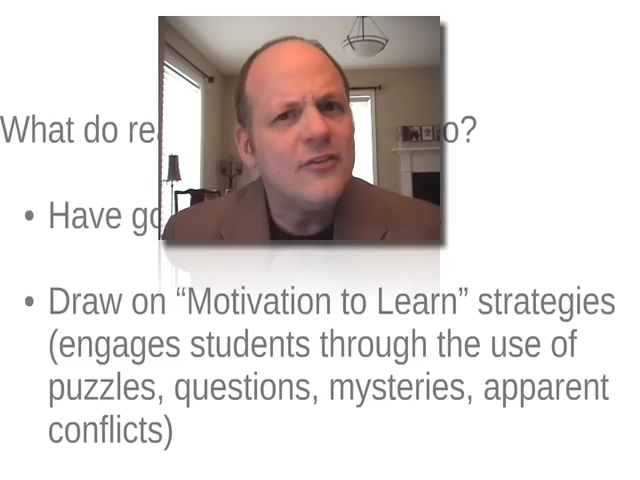 What do o?
• Have
• Draw on “Motivation to Learn” strategies
(engages students through the use of
puzzles, questions, mysteries, apparent
conflicts)